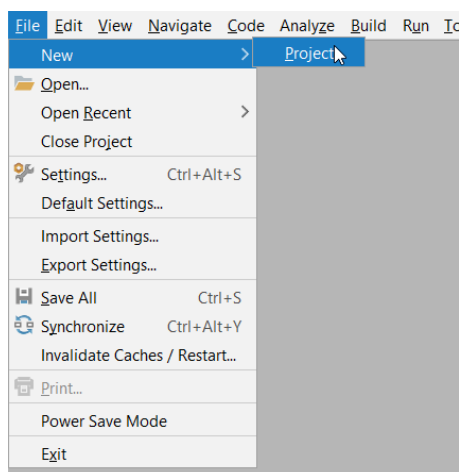 File Edit View Navigate Code Analyze Build Run
New > Project
Open...
Open Recent >
Close Project
Settings... Ctrl+Alt+S
Default Settings...
Import Settings...
Export Settings...
Save All Ctrl+S
Synchronize Ctrl+Alt+Y
Invalidate Caches / Restart...
Print...
Power Save Mode
Exit